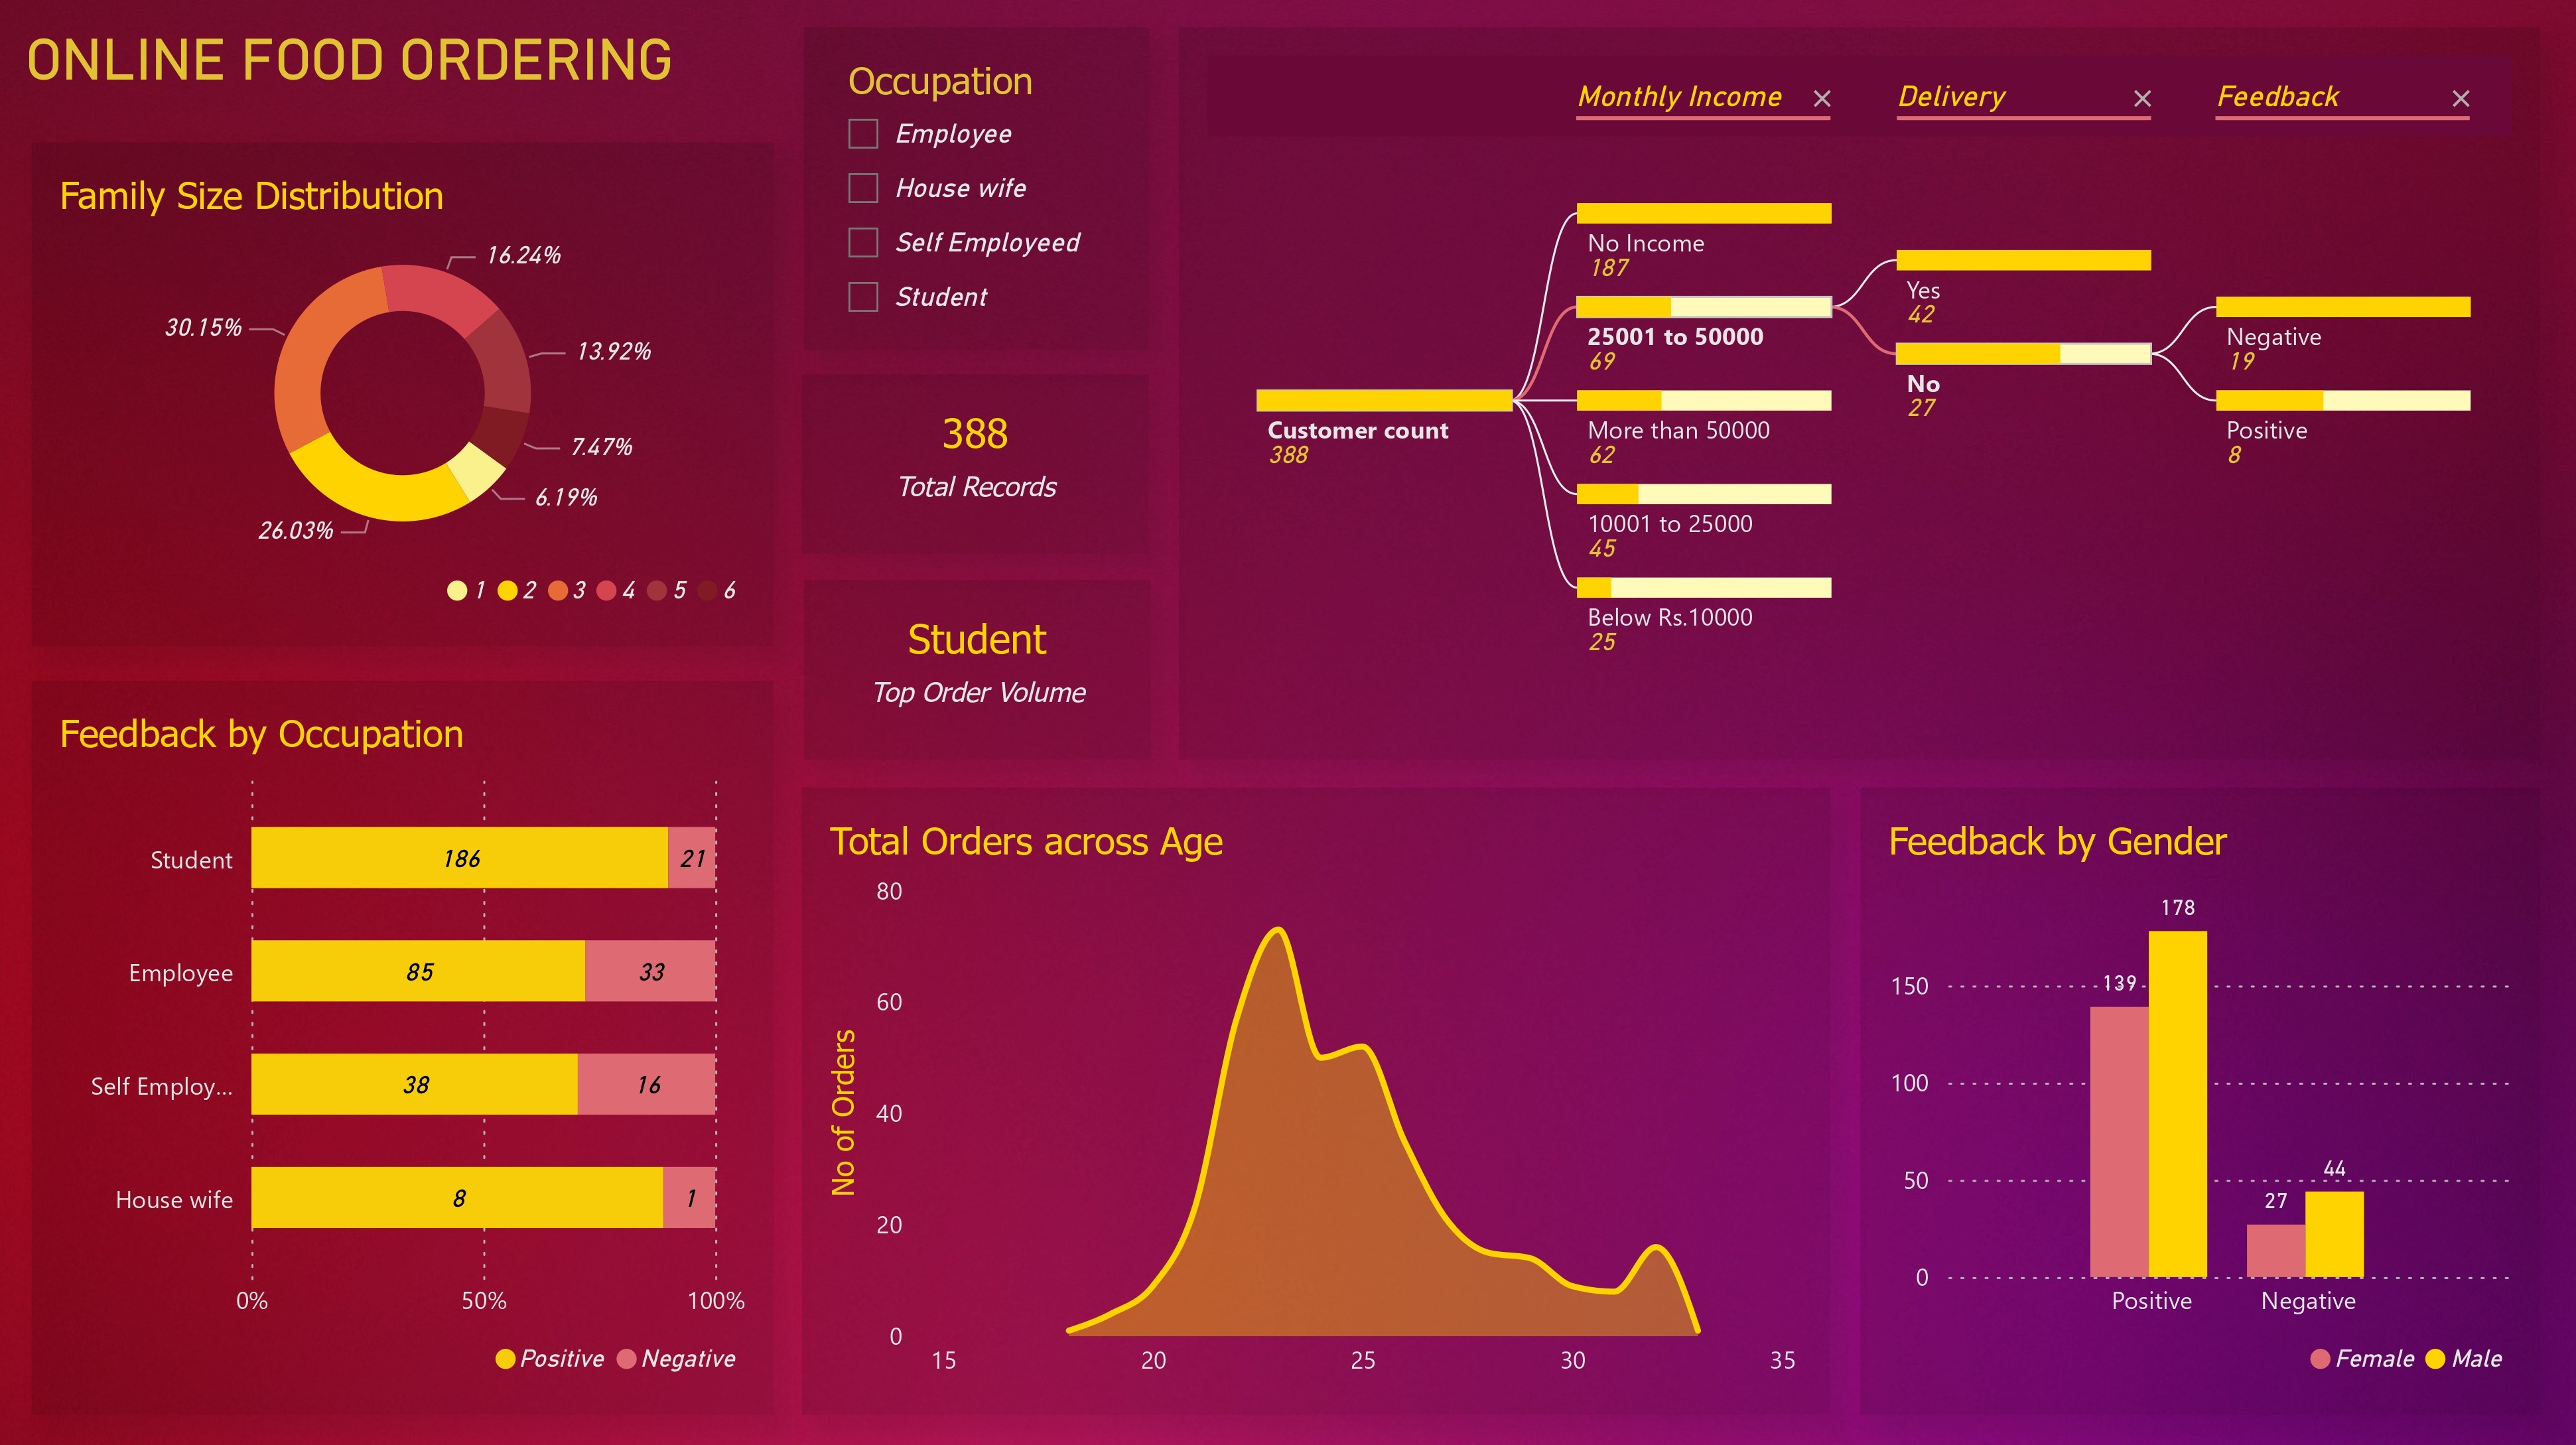 ONLINE FOOD ORDERING
Family Size Distribution
16.24%
30.15%
13.92%
7.47%
6.19%
26.03%
1 2 3 4 5 6
Occupation
Employee
House wife
Self Employeed
Student
388
Total Records
Student
Top Order Volume
Monthly Income × Delivery × Feedback ×
Customer count
388
No Income
187
25001 to 50000
69
More than 50000
62
10001 to 25000
45
Below Rs.10000
25
Yes
42
No
27
Negative
19
Positive
8
Feedback by Occupation
Student 186 21
Employee 85 33
Self Employ... 38 16
House wife 8 1
0% 50% 100%
Positive Negative
Total Orders across Age
No of Orders
80
60
40
20
0
15 20 25 30 35
Feedback by Gender
178
139
150
100
50
44
27
0
Positive Negative
Female Male